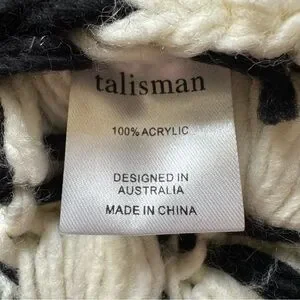 talisman
100% ACRYLIC
DESIGNED IN
AUSTRALIA
MADE IN CHINA